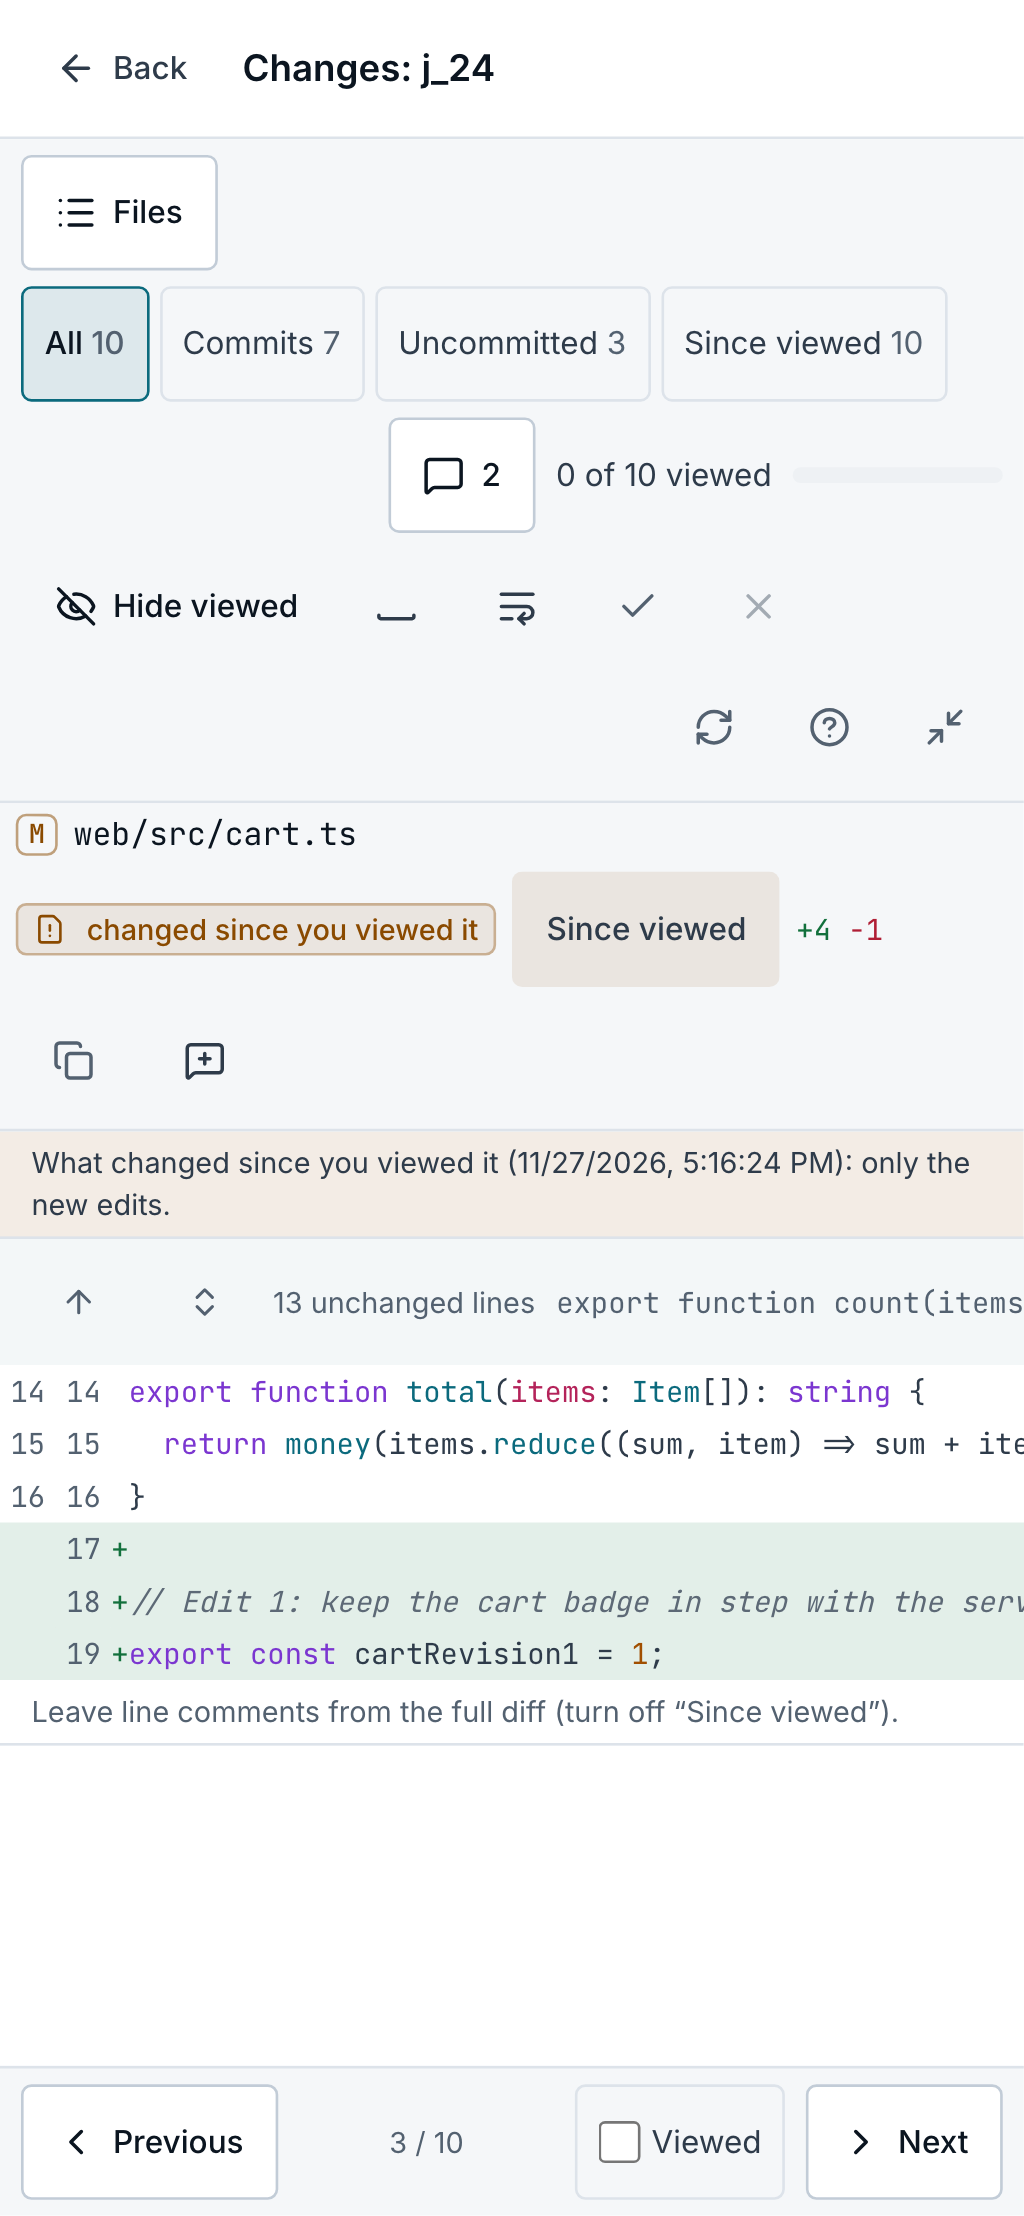 Back Changes: j_24
Files
All 10 Commits 7 Uncommitted 3 Since viewed 10
2 0 of 10 viewed
Hide viewed
M web/src/cart.ts
changed since you viewed it Since viewed +4 -1
What changed since you viewed it (11/27/2026, 5:16:24 PM): only the
new edits.
13 unchanged lines export function count(items
14 14 export function total(items: Item[]): string {
15 15 return money(items.reduce((sum, item) => sum + ite
16 16 }
17 +
18 +// Edit 1: keep the cart badge in step with the serv
19 +export const cartRevision1 = 1;
Leave line comments from the full diff (turn off “Since viewed”).
Previous 3 / 10 Viewed Next